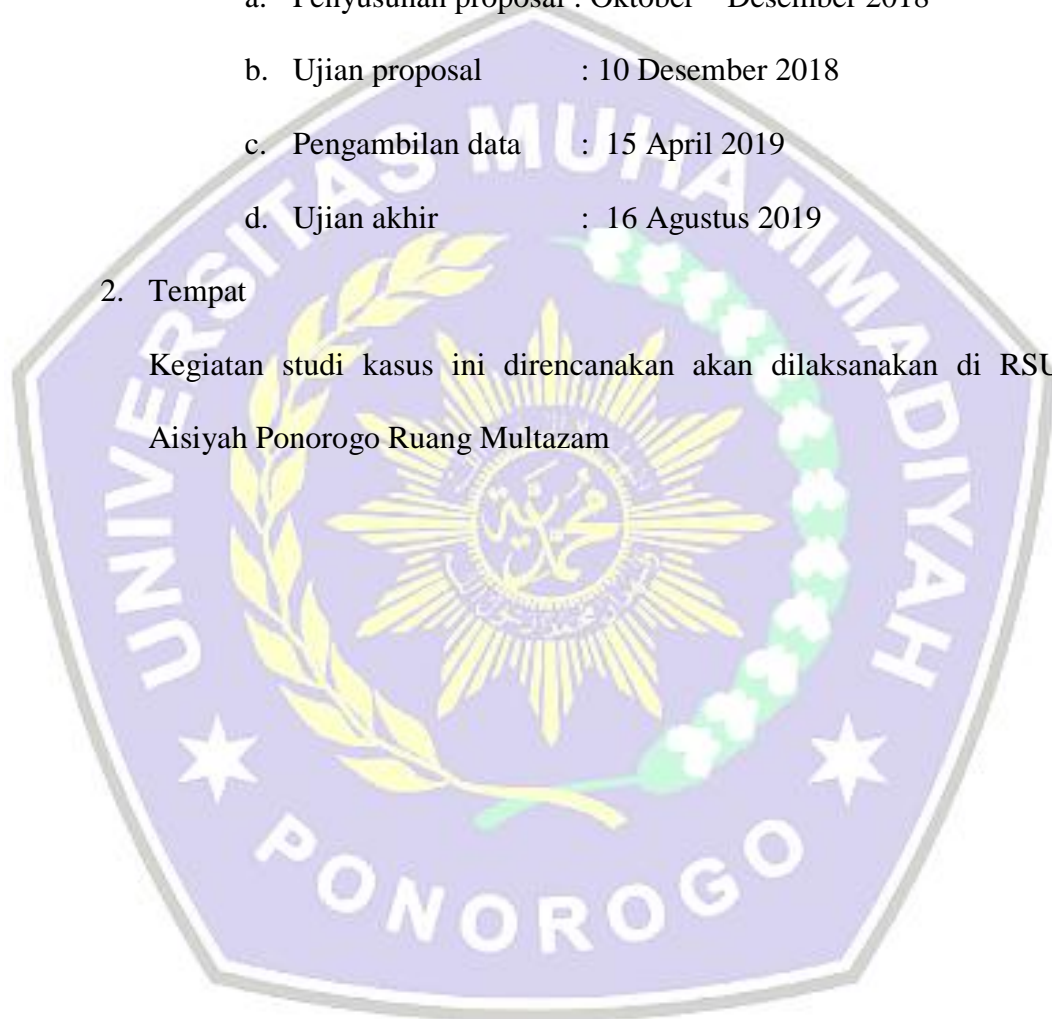 a. Penyusunan proposal : Oktober – Desember 2018
b. Ujian proposal : 10 Desember 2018
c. Pengambilan data : 15 April 2019
d. Ujian akhir : 16 Agustus 2019
2. Tempat
Kegiatan studi kasus ini direncanakan akan dilaksanakan di RSU
Aisiyah Ponorogo Ruang Multazam
UNIVERSITAS MUHAMMADIYAH
PONOROGO